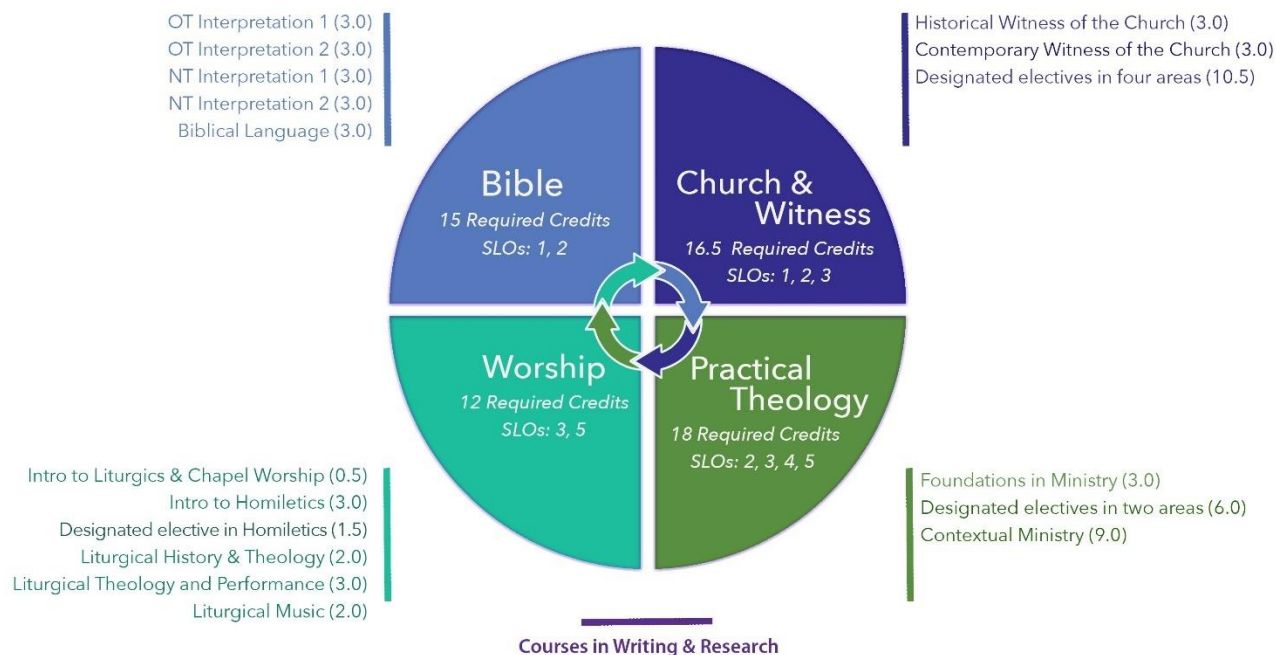 OT Interpretation 1 (3.0)
OT Interpretation 2 (3.0)
NT Interpretation 1 (3.0)
NT Interpretation 2 (3.0)
Biblical Language (3.0)
Historical Witness of the Church (3.0)
Contemporary Witness of the Church (3.0)
Designated electives in four areas (10.5)
Bible
15 Required Credits
SLOs: 1, 2
Church &
Witness
16.5 Required Credits
SLOs: 1, 2, 3
Worship
12 Required Credits
SLOs: 3, 5
Practical
Theology
18 Required Credits
SLOs: 2, 3, 4, 5
Intro to Liturgics & Chapel Worship (0.5)
Intro to Homiletics (3.0)
Designated elective in Homiletics (1.5)
Liturgical History & Theology (2.0)
Liturgical Theology and Performance (3.0)
Liturgical Music (2.0)
Foundations in Ministry (3.0)
Designated electives in two areas (6.0)
Contextual Ministry (9.0)
Courses in Writing & Research